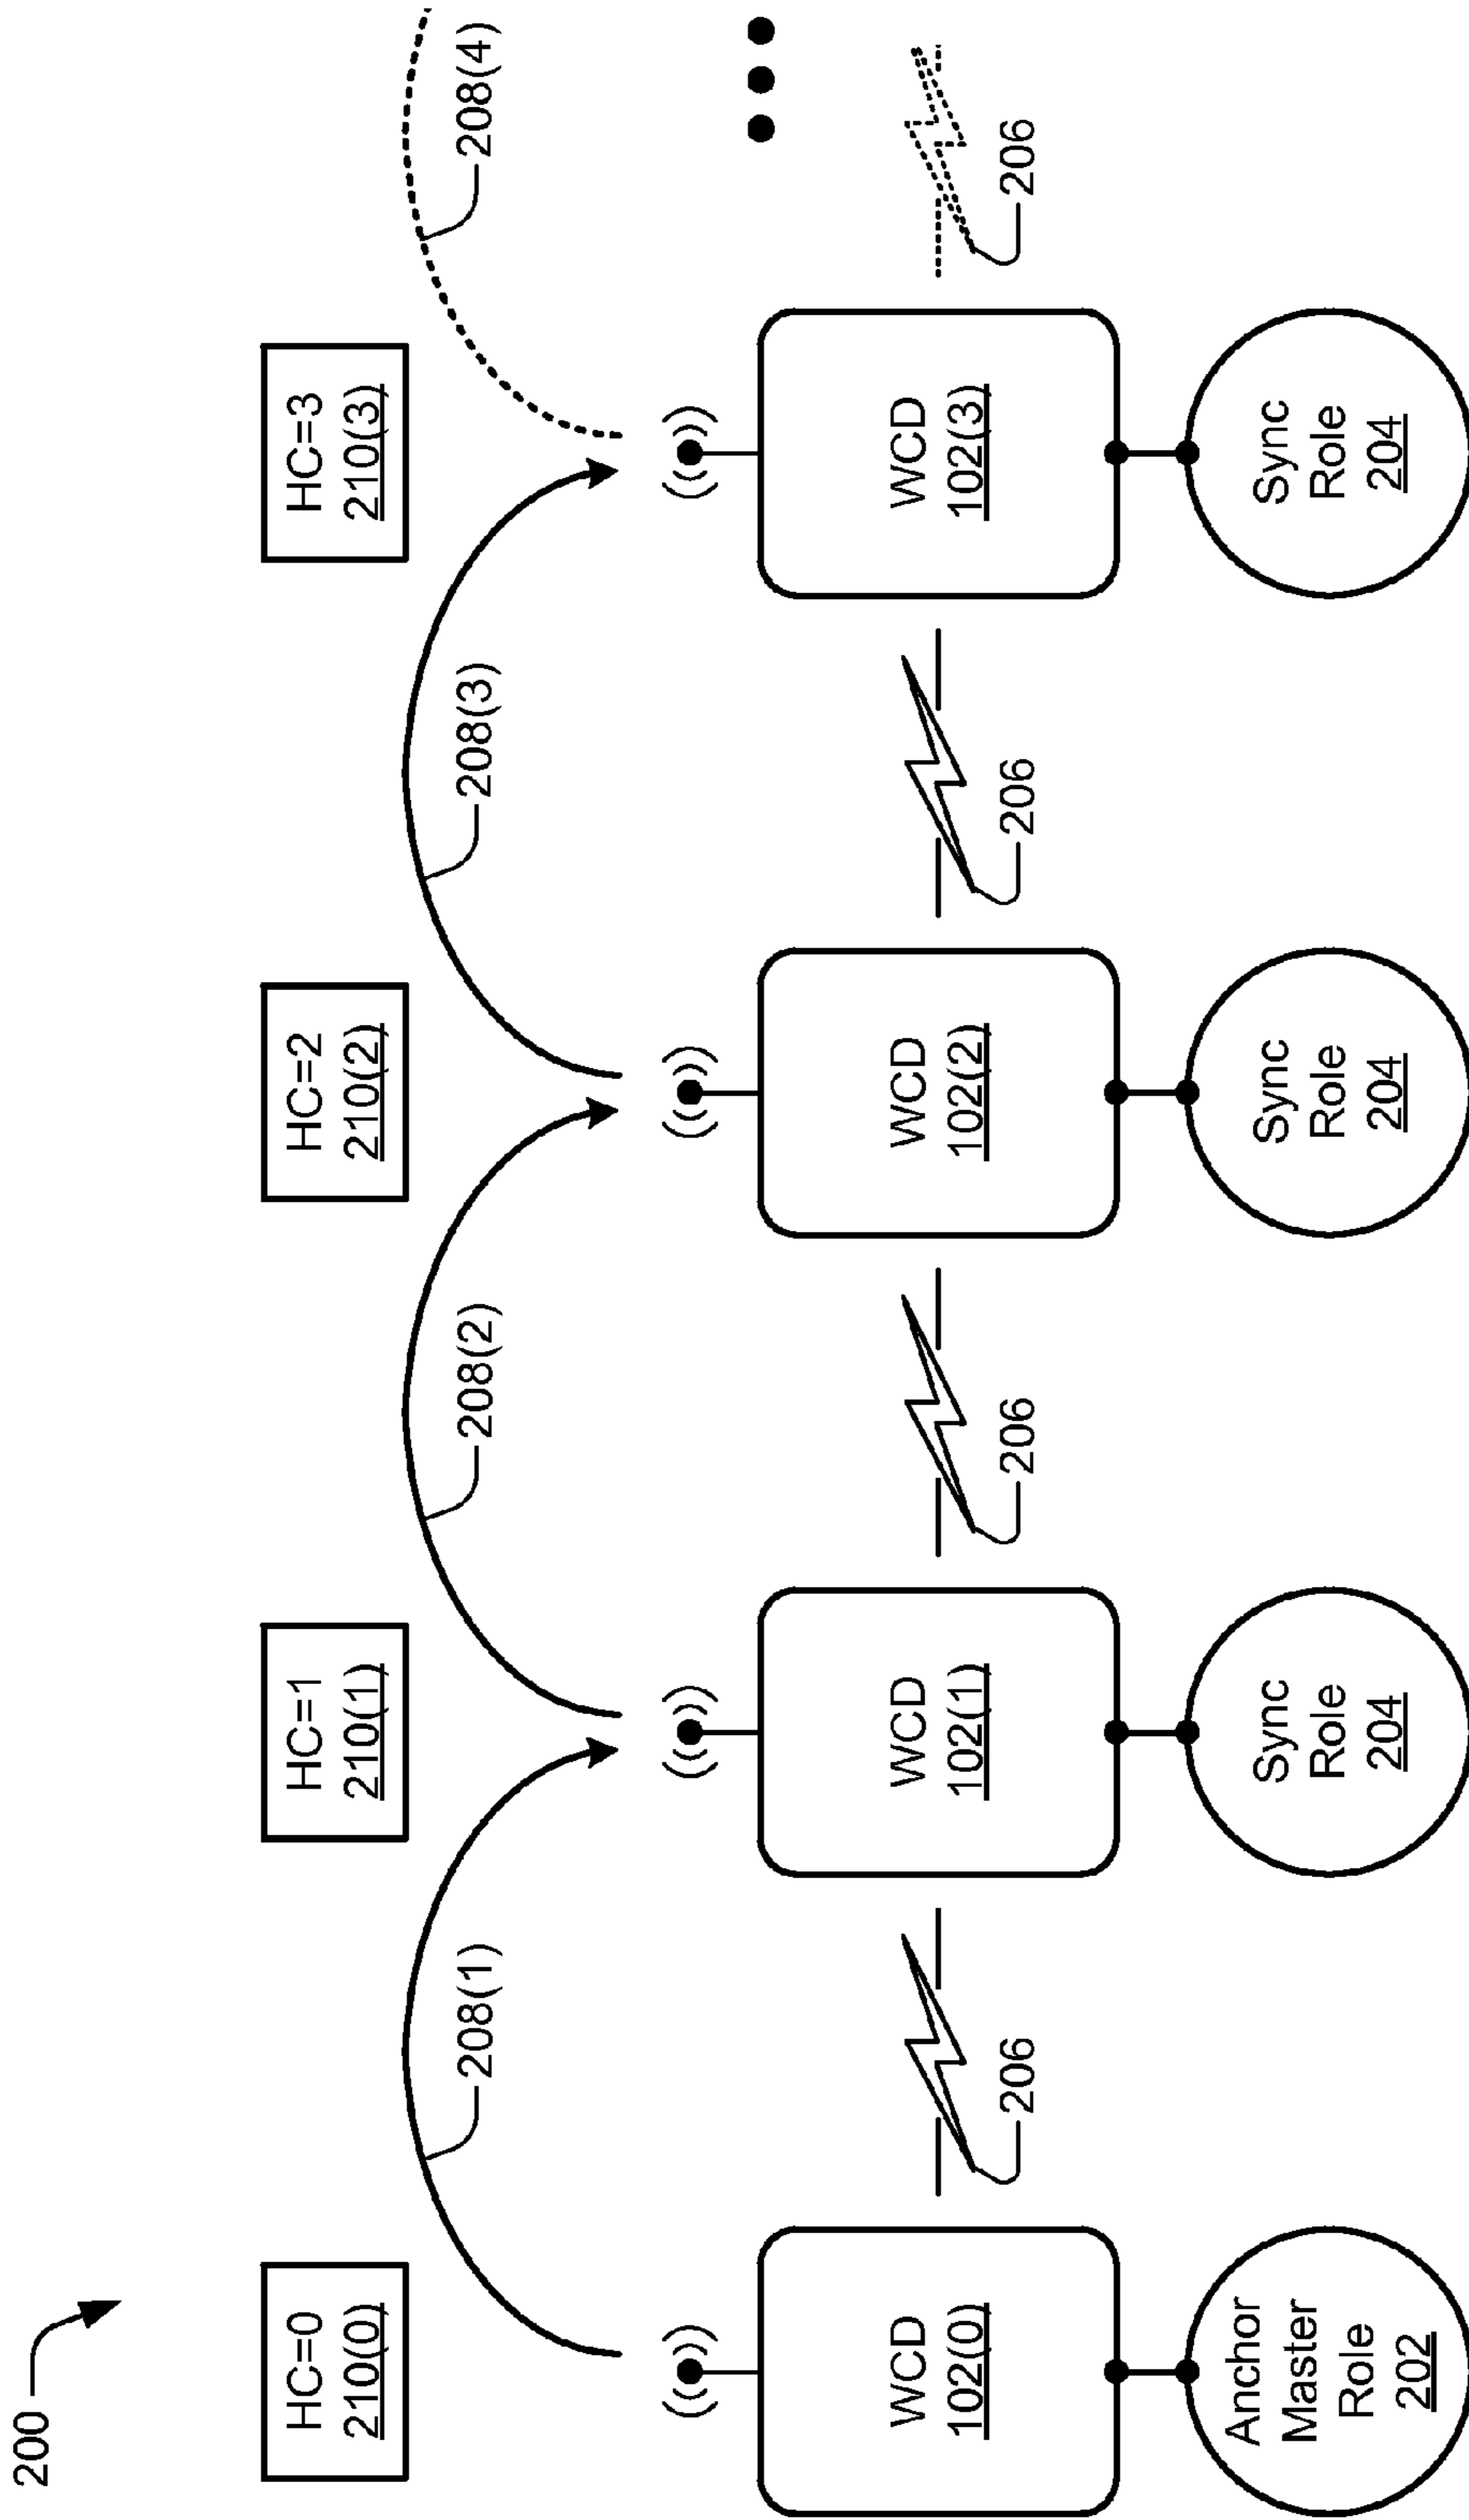 200
HC=0
210(0)
HC=1
210(1)
HC=2
210(2)
HC=3
210(3)
208(1)
208(2)
208(3)
208(4)
WCD
102(0)
WCD
102(1)
WCD
102(2)
WCD
102(3)
206
206
206
206
Anchor
Master
Role
202
Sync
Role
204
Sync
Role
204
Sync
Role
204